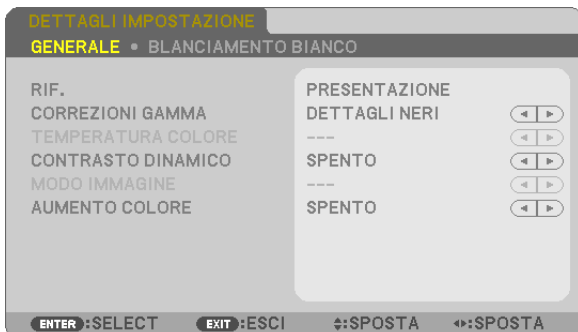 DETTAGLI IMPOSTAZIONE
GENERALE • BLANCIAMENTO BIANCO
RIF. PRESENTAZIONE
CORREZIONI GAMMA DETTAGLI NERI
TEMPERATURA COLORE ---
CONTRASTO DINAMICO SPENTO
MODO IMMAGINE ---
AUMENTO COLORE SPENTO
ENTER :SELECT EXIT :ESCI :SPOSTA :SPOSTA